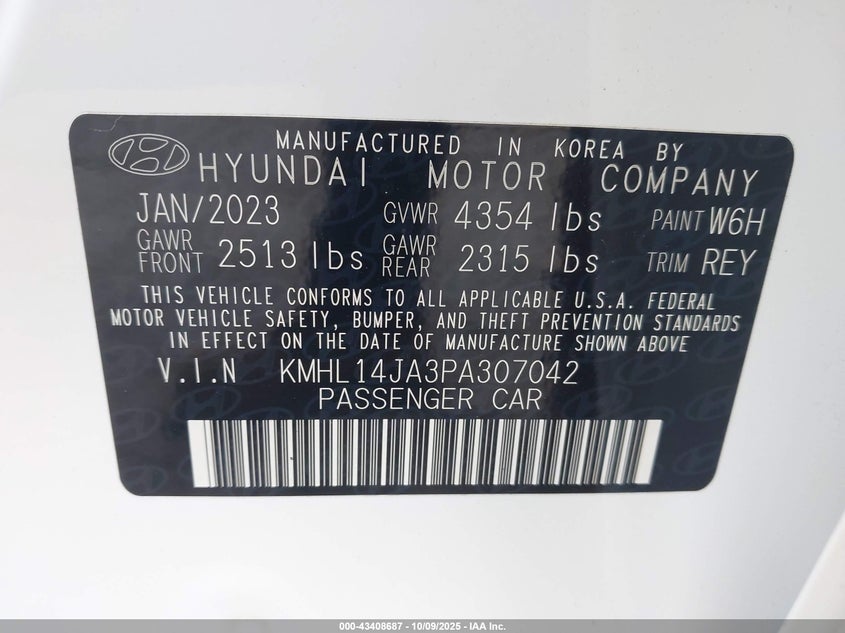 MANUFACTURED IN KOREA BY
HYUNDAI MOTOR COMPANY
JAN/2023 GVWR 4354 lbs PAINT W6H
GAWR FRONT 2513 lbs GAWR REAR 2315 lbs TRIM REY
THIS VEHICLE CONFORMS TO ALL APPLICABLE U.S.A. FEDERAL
MOTOR VEHICLE SAFETY, BUMPER, AND THEFT PREVENTION STANDARDS
IN EFFECT ON THE DATE OF MANUFACTURE SHOWN ABOVE
V.I.N KMHL14JA3PA307042
PASSENGER CAR
000-43408687 - 10/09/2025 - IAA Inc.